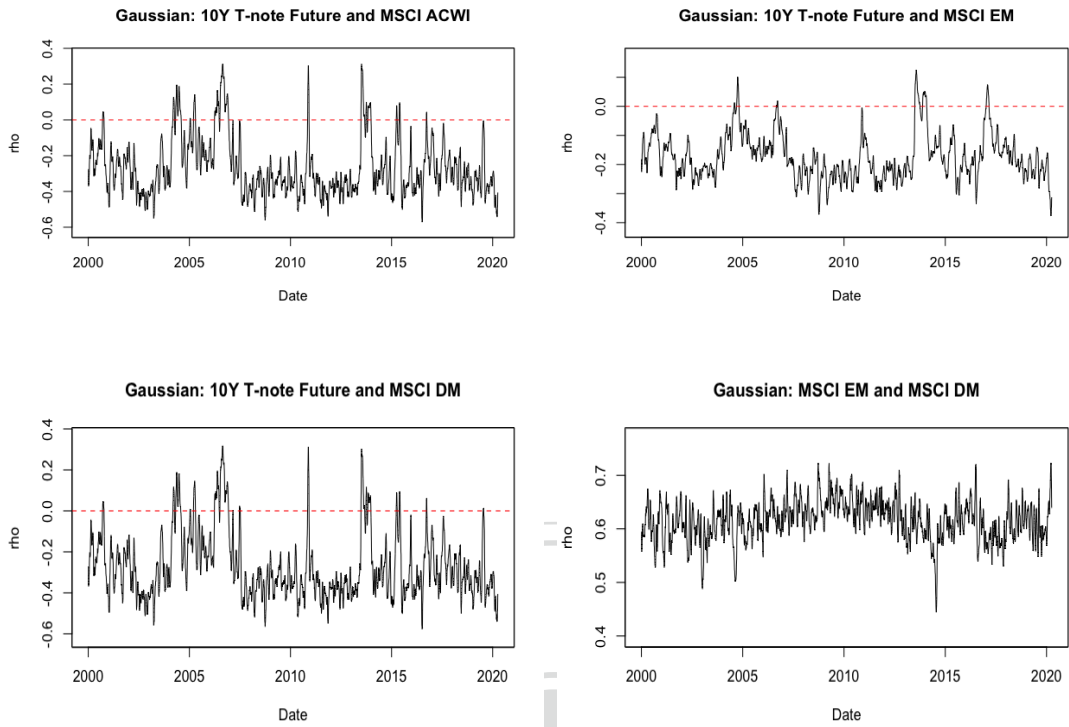 Gaussian: 10Y T-note Future and MSCI ACWI
0.4
0.2
0.0
-0.2
-0.4
-0.6
rho
2000 2005 2010 2015 2020
Date
Gaussian: 10Y T-note Future and MSCI EM
0.0
-0.2
-0.4
rho
2000 2005 2010 2015 2020
Date
Gaussian: 10Y T-note Future and MSCI DM
0.4
0.2
0.0
-0.2
-0.4
-0.6
rho
2000 2005 2010 2015 2020
Date
Gaussian: MSCI EM and MSCI DM
0.7
0.6
0.5
0.4
rho
2000 2005 2010 2015 2020
Date